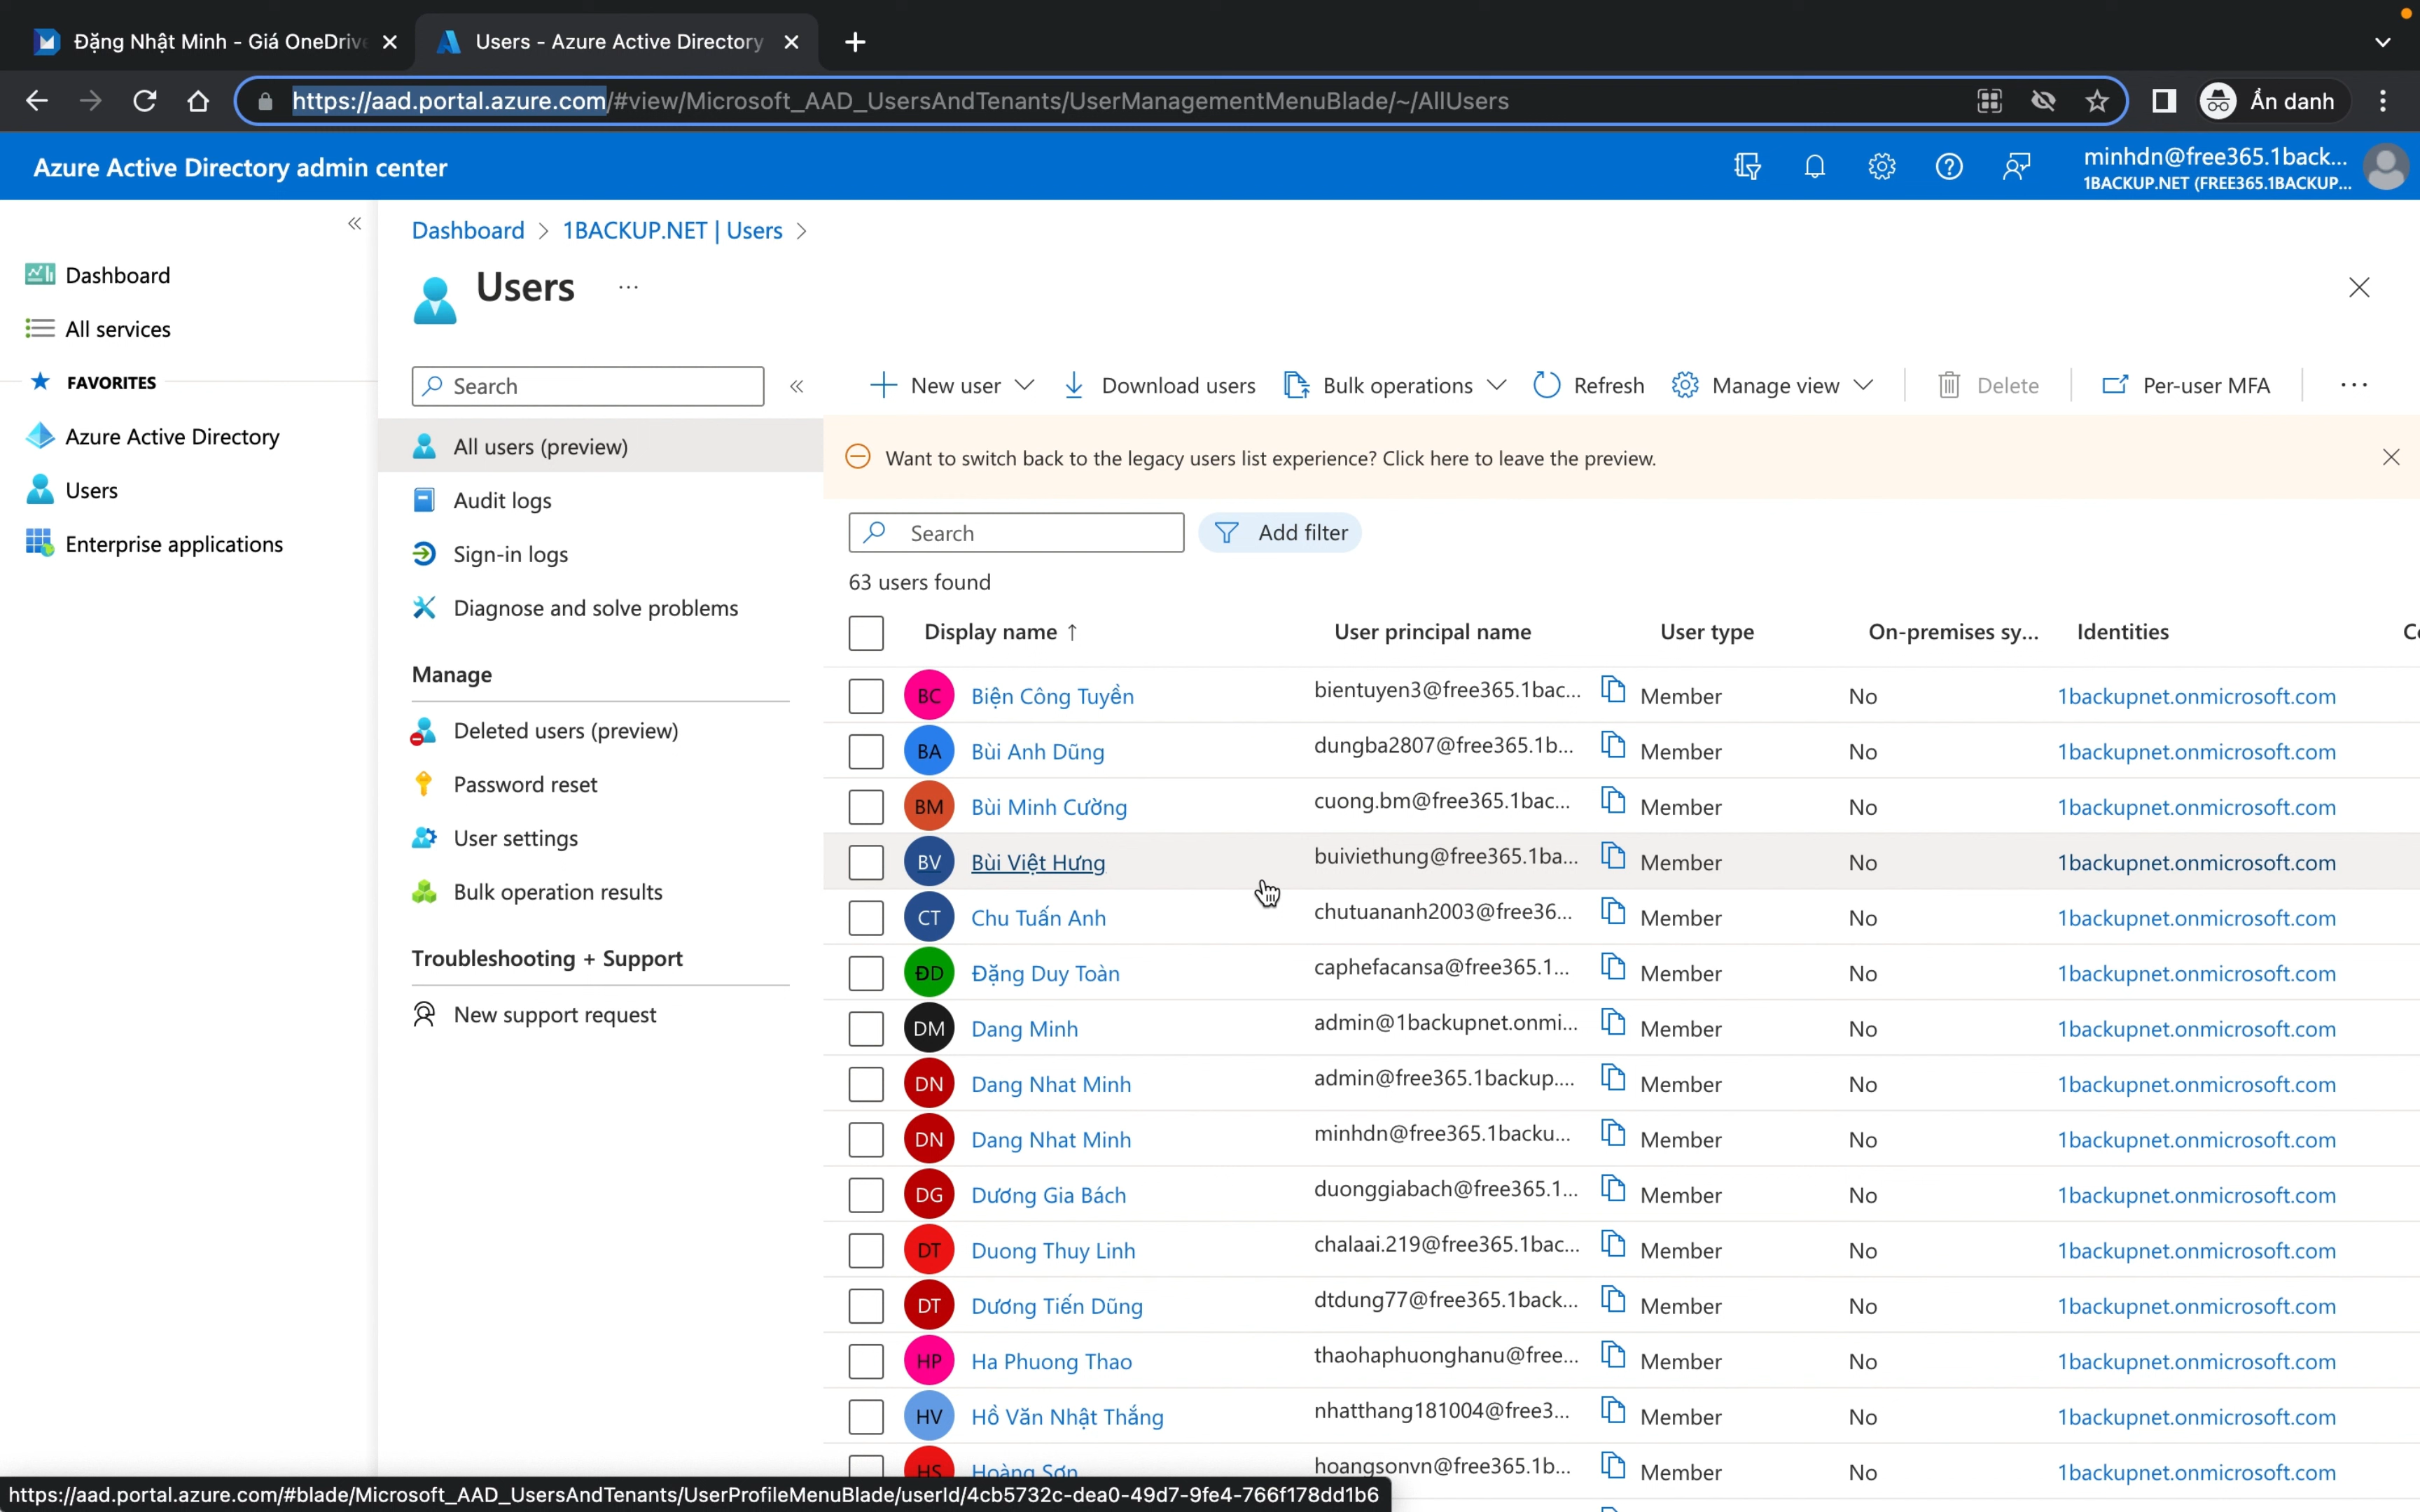 Đặng Nhật Minh - Giá OneDrive
Users - Azure Active Directory
https://aad.portal.azure.com/#view/Microsoft_AAD_UsersAndTenants/UserManagementMenuBlade/~/AllUsers
Ẩn danh
Azure Active Directory admin center
minhdn@free365.1back...
1BACKUP.NET (FREE365.1BACKUP...
Dashboard
All services
FAVORITES
Azure Active Directory
Users
Enterprise applications
Dashboard > 1BACKUP.NET | Users >
Users ...
Search
All users (preview)
Audit logs
Sign-in logs
Diagnose and solve problems
Manage
Deleted users (preview)
Password reset
User settings
Bulk operation results
Troubleshooting + Support
New support request
New user Download users Bulk operations Refresh Manage view Delete Per-user MFA ...
Want to switch back to the legacy users list experience? Click here to leave the preview.
Search Add filter
63 users found
Display name ↑ User principal name User type On-premises sy... Identities Co
BC Biện Công Tuyền bientuyen3@free365.1bac... Member No 1backupnet.onmicrosoft.com
BA Bùi Anh Dũng dungba2807@free365.1b... Member No 1backupnet.onmicrosoft.com
BM Bùi Minh Cường cuong.bm@free365.1bac... Member No 1backupnet.onmicrosoft.com
BV Bùi Việt Hưng buiviethung@free365.1ba... Member No 1backupnet.onmicrosoft.com
CT Chu Tuấn Anh chutuananh2003@free36... Member No 1backupnet.onmicrosoft.com
ĐD Đặng Duy Toàn caphefacansa@free365.1... Member No 1backupnet.onmicrosoft.com
DM Dang Minh admin@1backupnet.onmi... Member No 1backupnet.onmicrosoft.com
DN Dang Nhat Minh admin@free365.1backup.... Member No 1backupnet.onmicrosoft.com
DN Dang Nhat Minh minhdn@free365.1backu... Member No 1backupnet.onmicrosoft.com
DG Dương Gia Bách duonggiabach@free365.1... Member No 1backupnet.onmicrosoft.com
DT Duong Thuy Linh chalaai.219@free365.1bac... Member No 1backupnet.onmicrosoft.com
DT Dương Tiến Dũng dtdung77@free365.1back... Member No 1backupnet.onmicrosoft.com
HP Ha Phuong Thao thaohaphuonghanu@free... Member No 1backupnet.onmicrosoft.com
HV Hồ Văn Nhật Thắng nhatthang181004@free3... Member No 1backupnet.onmicrosoft.com
HS Hoàng Sơn hoangsonvn@free365.1b... Member No 1backupnet.onmicrosoft.com
https://aad.portal.azure.com/#blade/Microsoft_AAD_UsersAndTenants/UserProfileMenuBlade/userId/4cb5732c-dea0-49d7-9fe4-766f178dd1b6